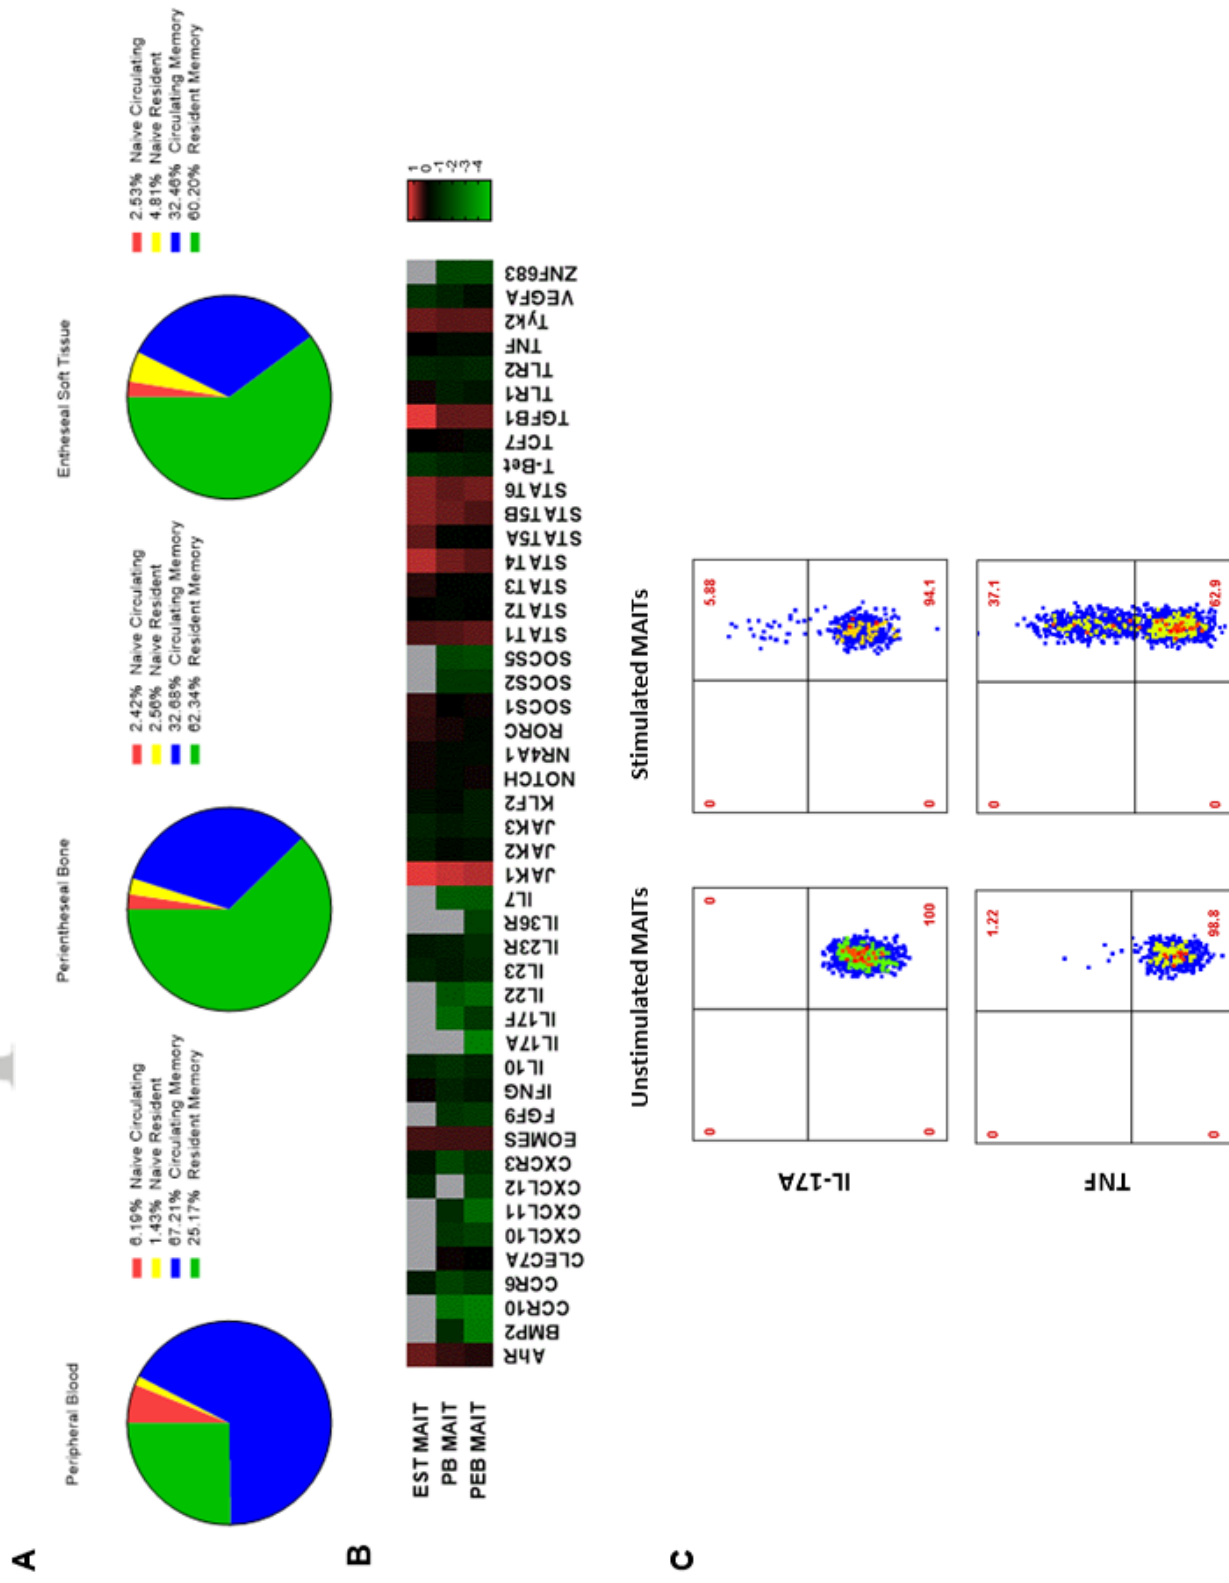 A
Peripheral Blood
6.19% Naive Circulating
1.43% Naive Resident
67.21% Circulating Memory
25.17% Resident Memory
Perientheseal Bone
2.42% Naive Circulating
2.56% Naive Resident
32.68% Circulating Memory
62.34% Resident Memory
Entheseal Soft Tissue
2.53% Naive Circulating
4.81% Naive Resident
32.46% Circulating Memory
60.20% Resident Memory
B
EST MAIT
PB MAIT
PEB MAIT
AhR
BMP2
CCR10
CCR6
CLEC7A
CXCL10
CXCL11
CXCL12
CXCR3
EOMES
FGF9
IFNG
IL10
IL17A
IL17F
IL22
IL23
IL23R
IL36R
IL7
JAK1
JAK2
JAK3
KLF2
NOTCH
NR4A1
RORC
SOCS1
SOCS2
SOCS5
STAT1
STAT2
STAT3
STAT4
STAT5A
STAT5B
STAT6
T-Bet
TCF7
TGFB1
TLR1
TLR2
TNF
Tyk2
VEGFA
ZNF683
1
0
-1
-2
-3
-4
C
Unstimulated MAITs
Stimulated MAITs
IL-17A
0
0
0
100
0
5.88
0
94.1
TNF
0
1.22
0
98.8
0
37.1
0
62.9